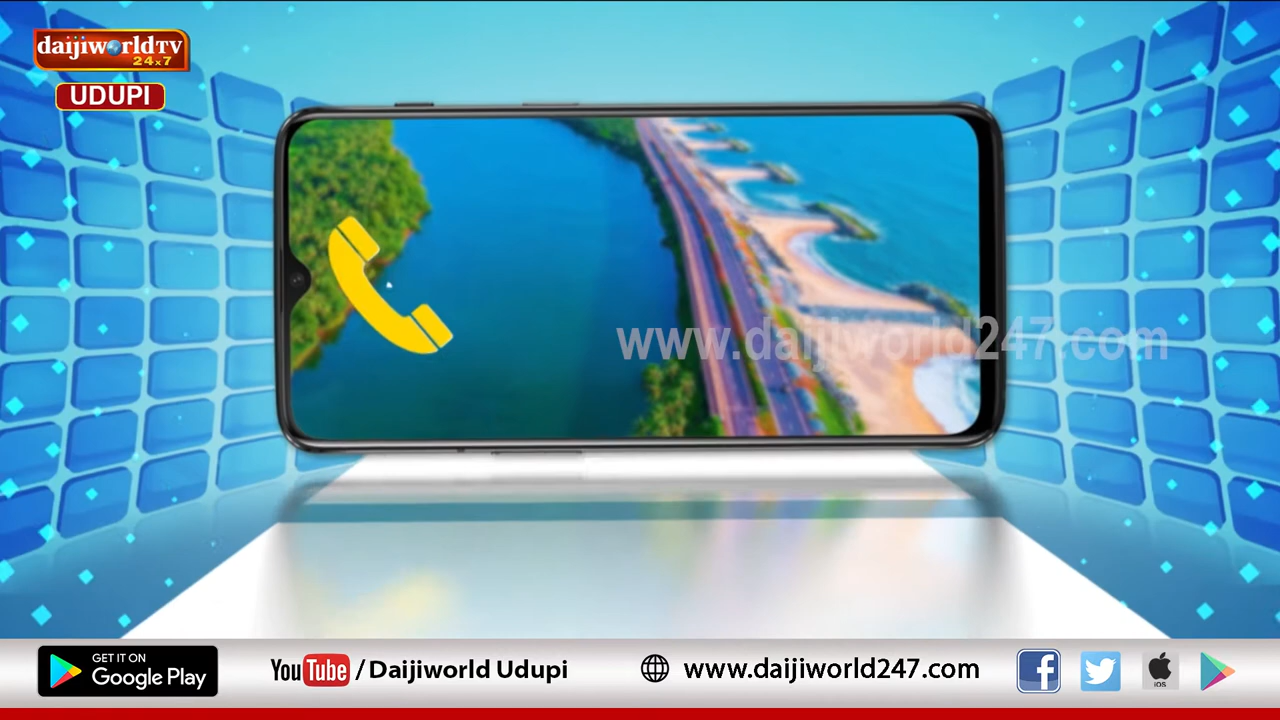 daijiworldTV
24x7
UDUPI
www.daijiworld247.com
GET IT ON
Google Play
YouTube /Daijiworld Udupi
www.daijiworld247.com
f
iOS